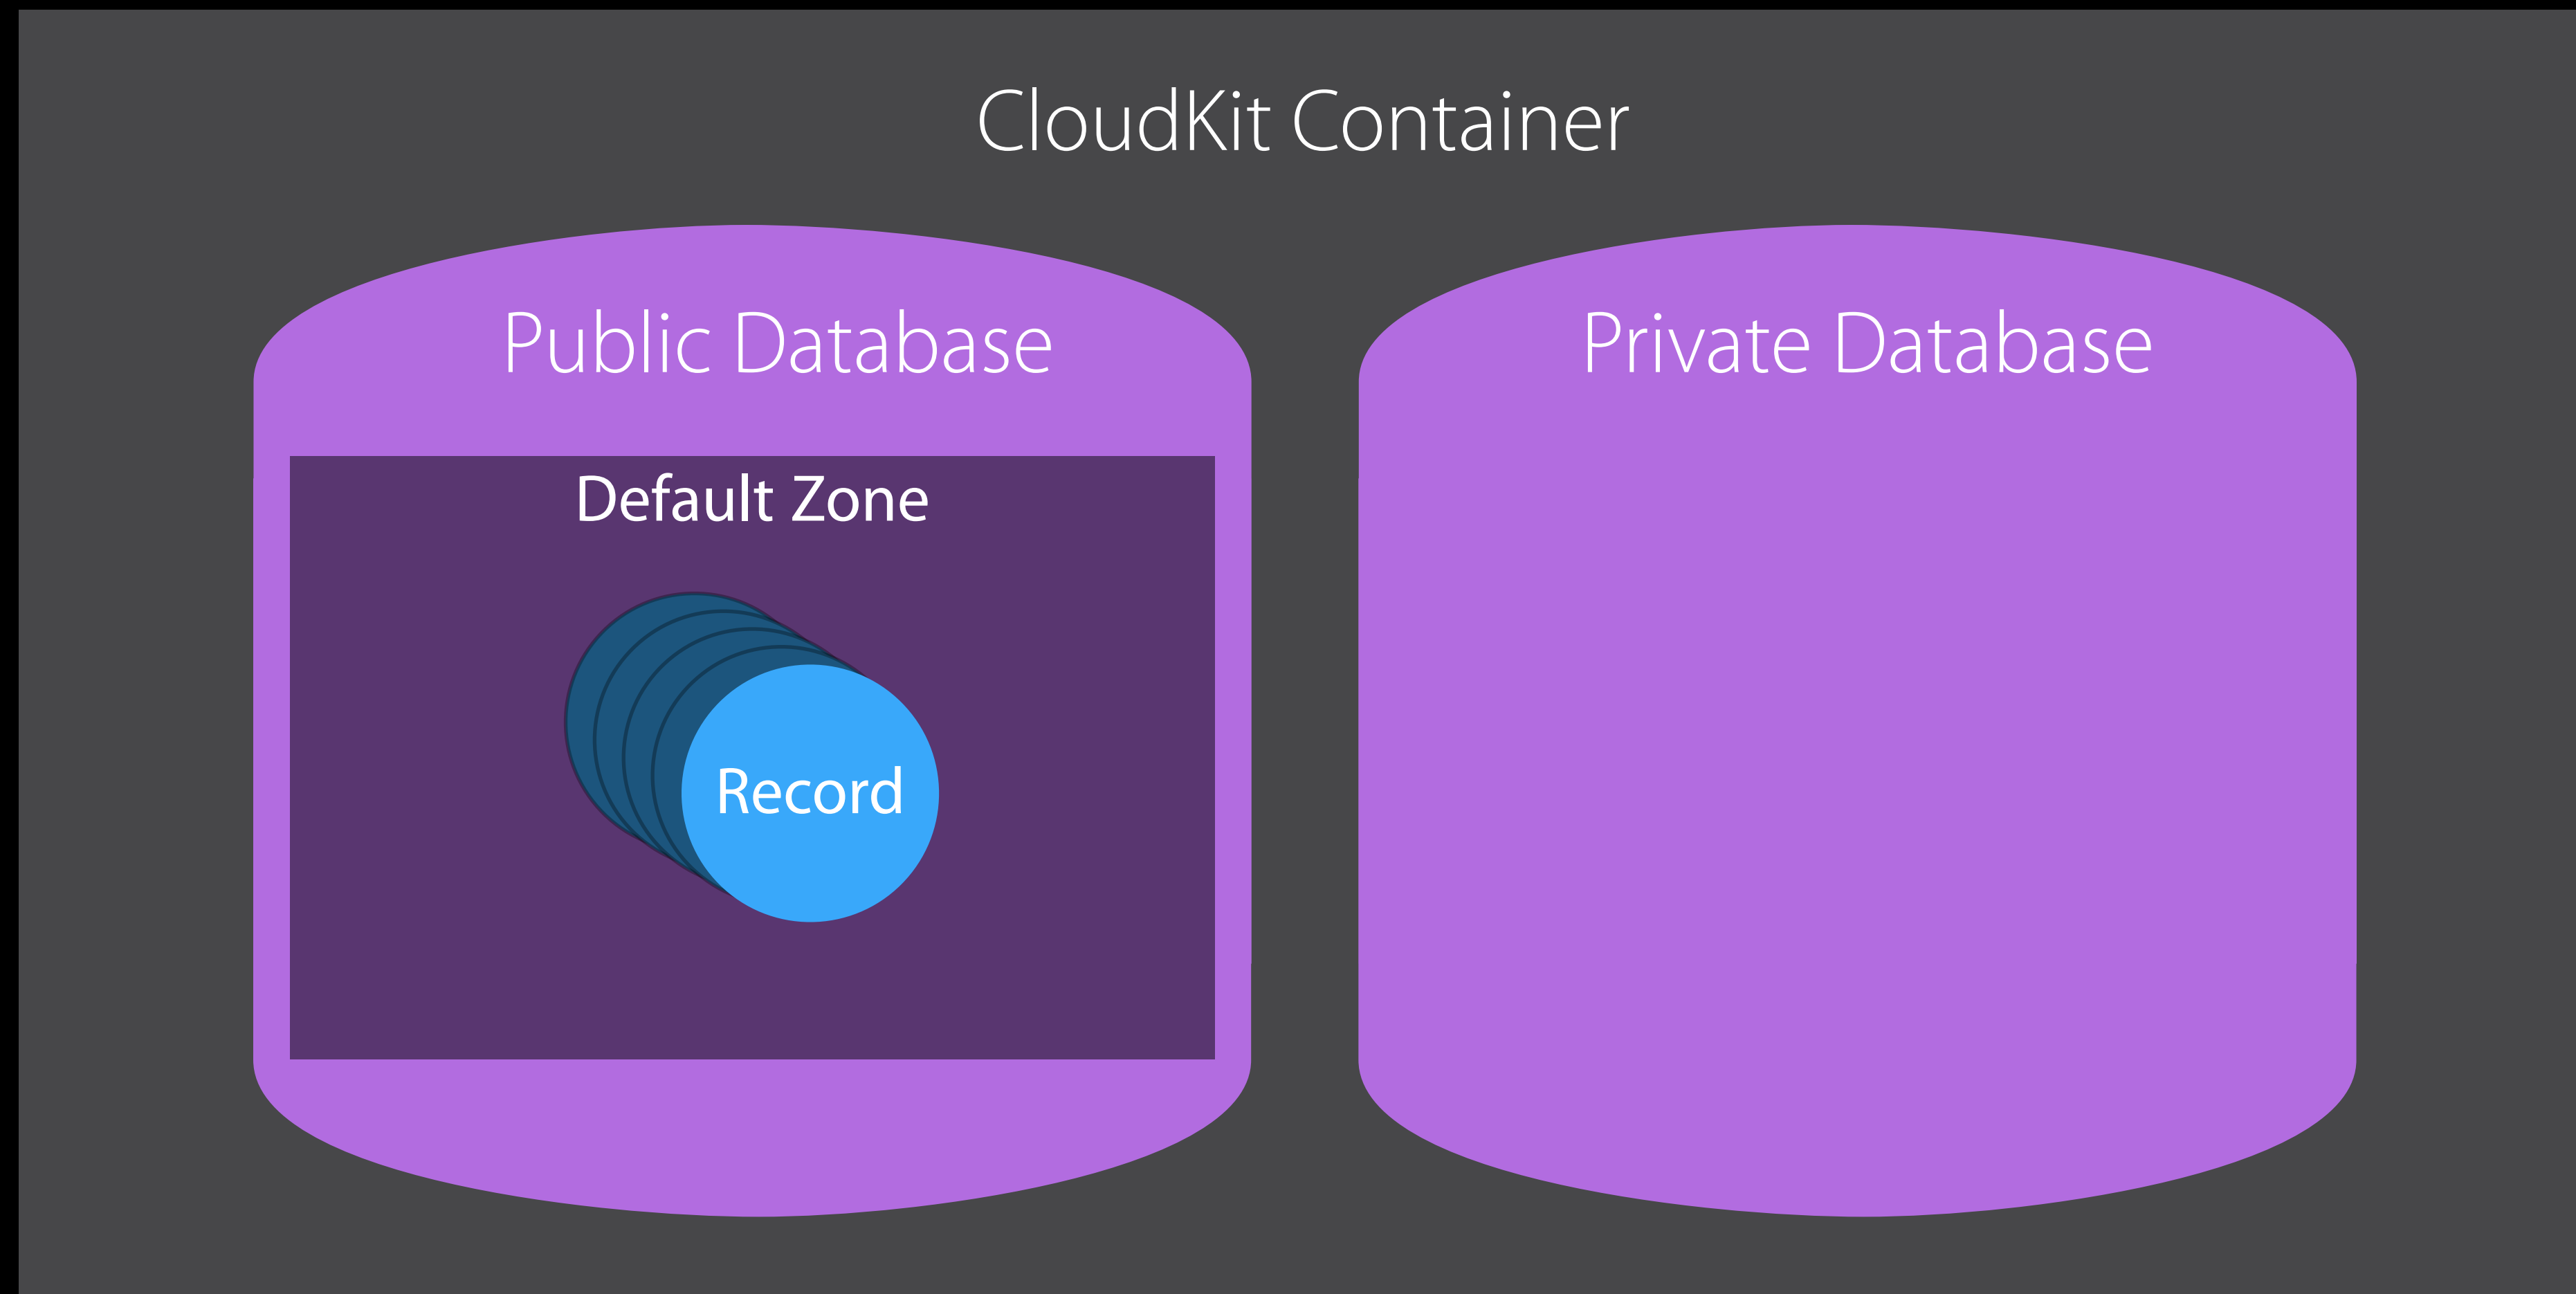 CloudKit Container
Public Database
Private Database
Default Zone
Record